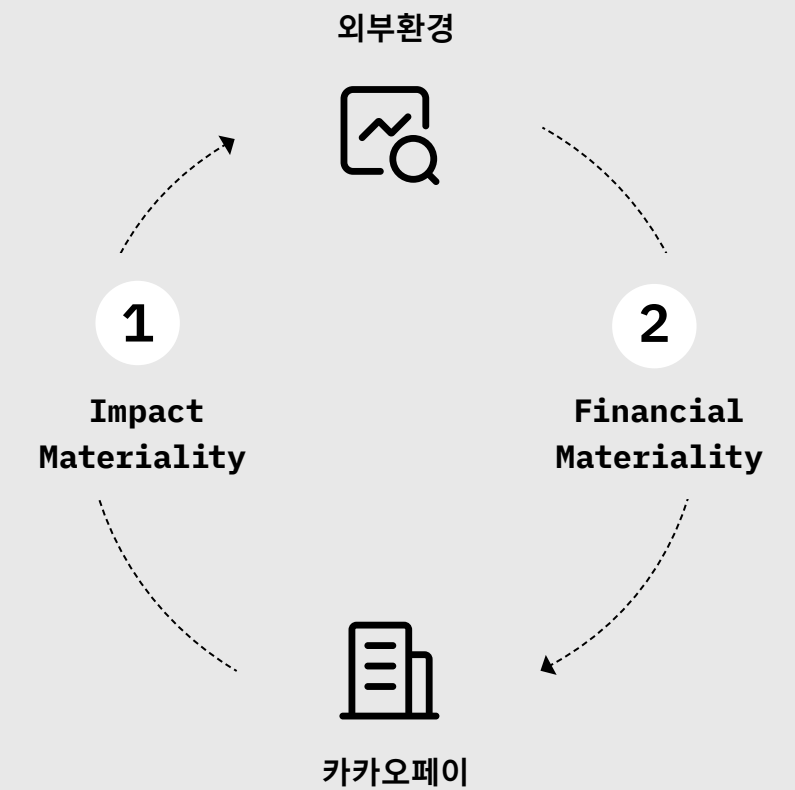 외부환경
1
Impact
Materiality
2
Financial
Materiality
카카오페이